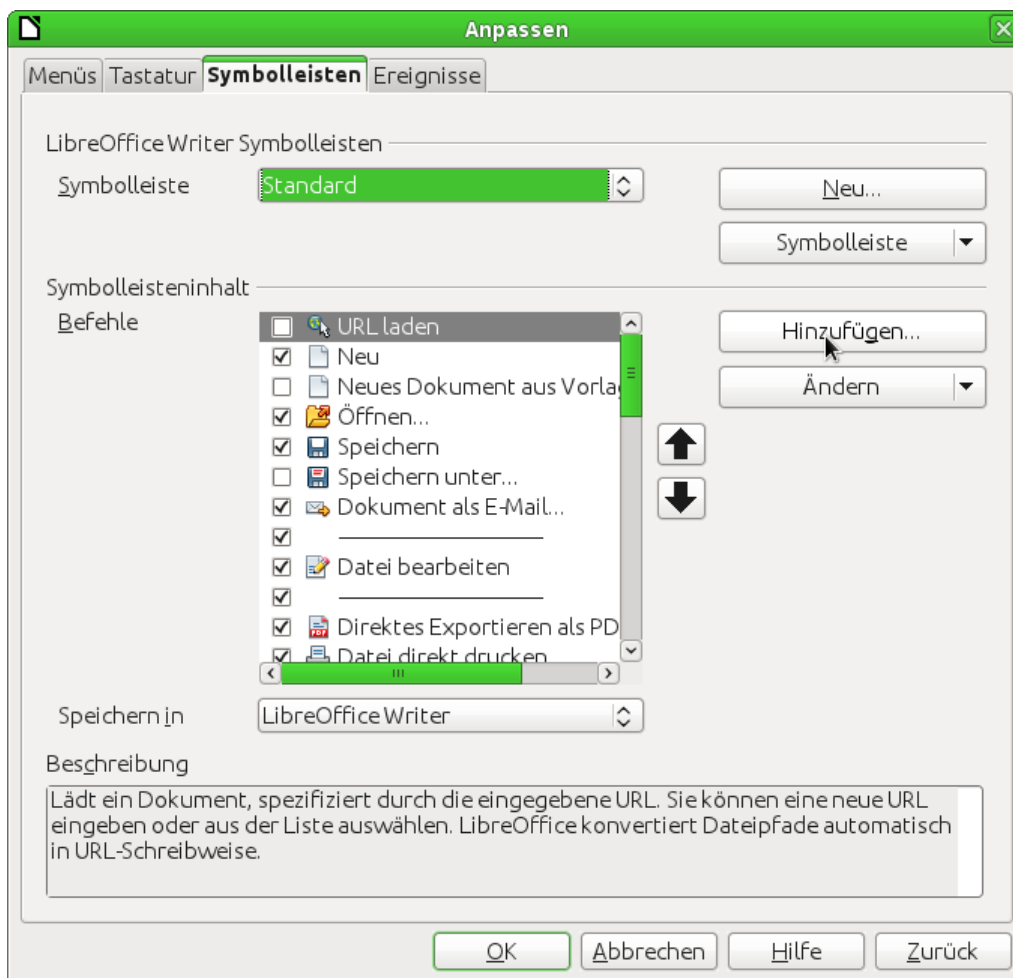 Anpassen
Menüs Tastatur Symbolleisten Ereignisse
LibreOffice Writer Symbolleisten
Symbolleiste Standard Neu...
Symbolleiste
Symbolleisteninhalt
Befehle URL laden Hinzufügen...
Neu
Neues Dokument aus Vorla
Ändern
Öffnen...
Speichern
Speichern unter...
Dokument als E-Mail...
Datei bearbeiten
Direktes Exportieren als PD
Datei direkt drucken
Speichern in LibreOffice Writer
Beschreibung
Lädt ein Dokument, spezifiziert durch die eingegebene URL. Sie können eine neue URL
eingeben oder aus der Liste auswählen. LibreOffice konvertiert Dateipfade automatisch
in URL-Schreibweise.
OK Abbrechen Hilfe Zurück